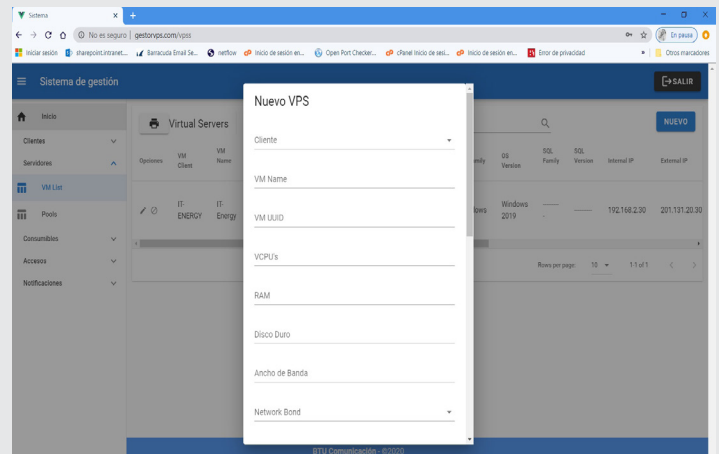 Sistema
No es seguro | gestorvps.com/vpss
En pausa
Iniciar sesión
sharepoint.intranet...
Barracuda Email Se...
netflow
Inicio de sesión en...
Open Port Checker...
cPanel Inicio de sesi...
Inicio de sesión en...
Error de privacidad
Otros marcadores
Sistema de gestión
SALIR
Inicio
Clientes
Servidores
VM List
Pools
Consumibles
Accesos
Notificaciones
Virtual Servers
NUEVO
Opciones
VM Client
VM Name
OS Version
SQL Family
SQL Version
Internal IP
External IP
IT-ENERGY
IT-Energy
Windows 2019
192.168.2.30
201.131.20.30
Rows per page: 10
1-1 of 1
Nuevo VPS
Cliente
VM Name
VM UUID
VCPU's
RAM
Disco Duro
Ancho de Banda
Network Bond
BTU Comunicación - ©2020